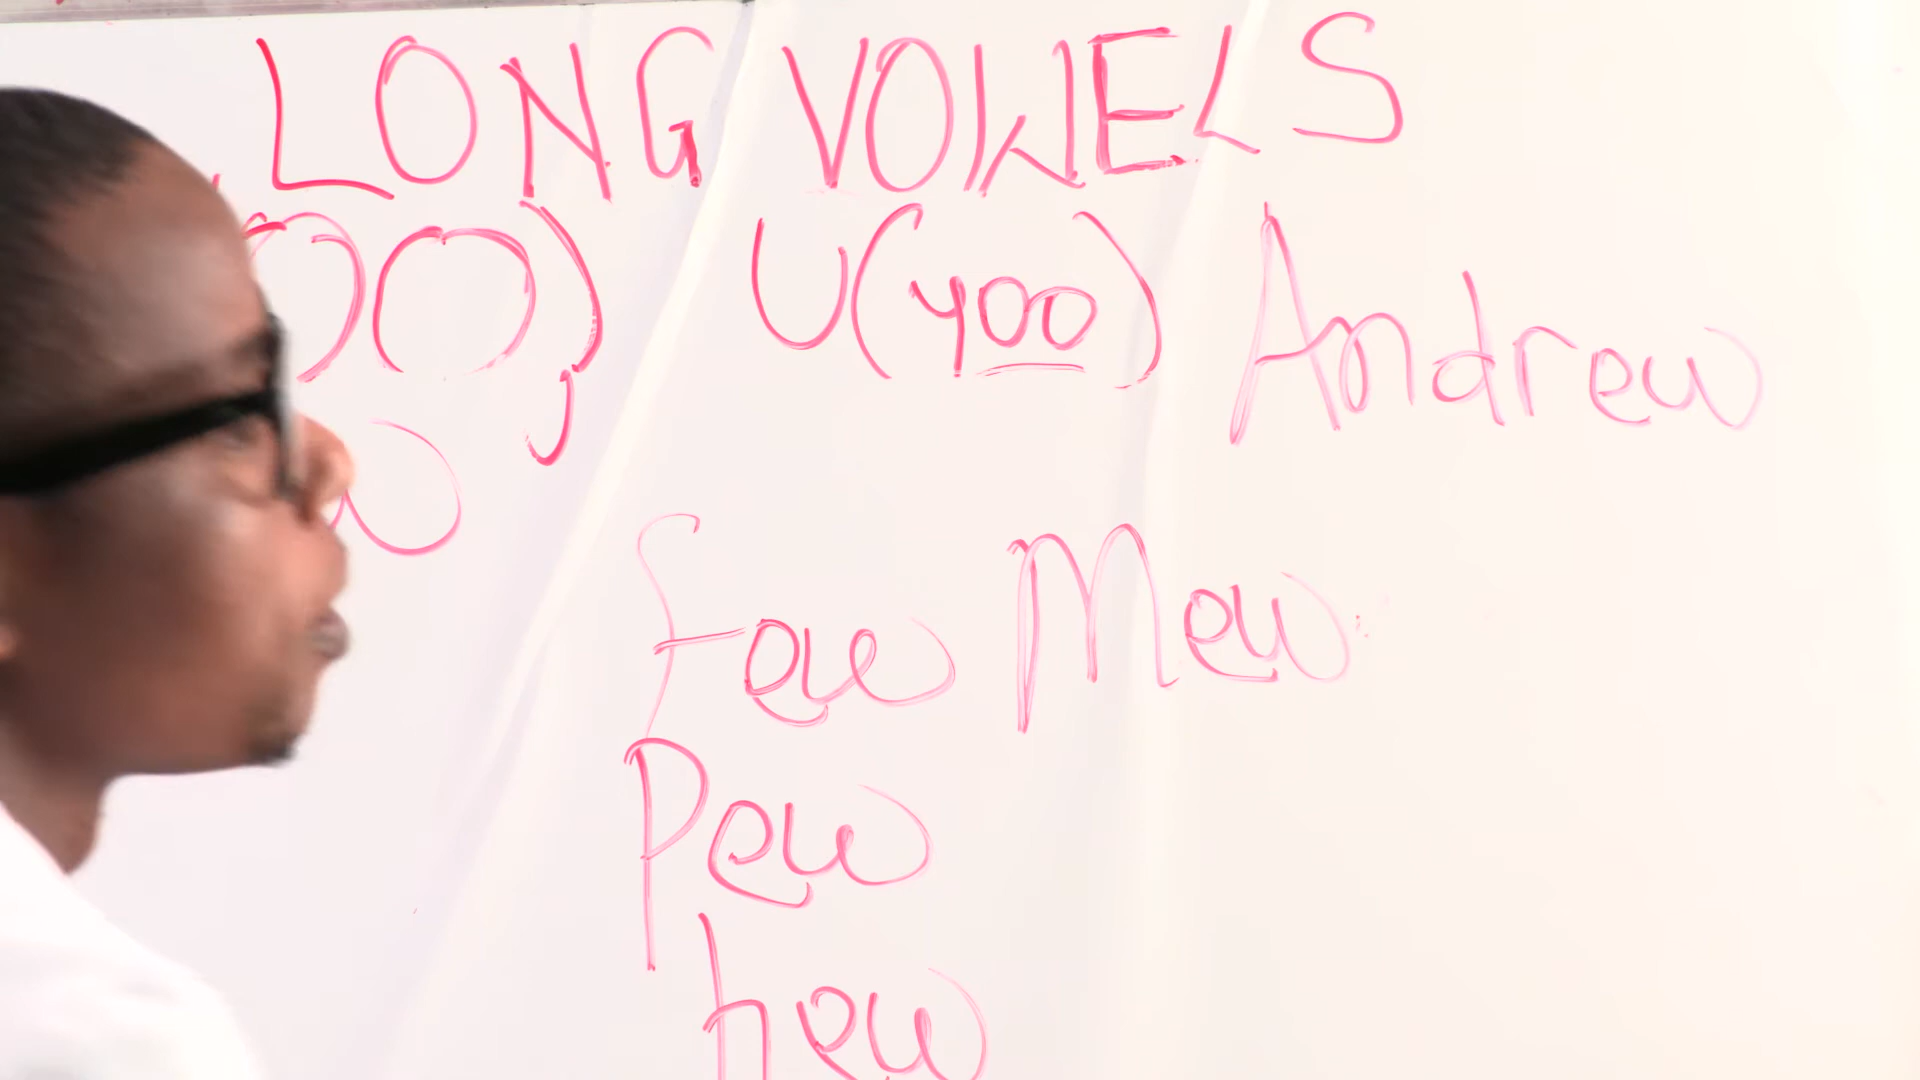 LONG VOWELS
OO) U(yoo) Andrew
few Mew
Pew
hew